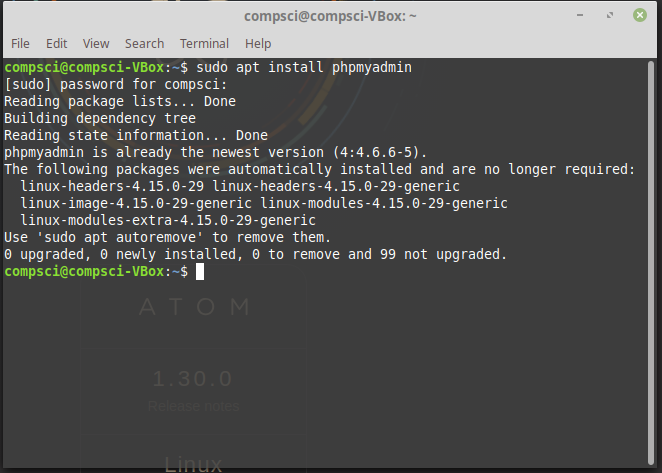 compsci@compsci-VBox: ~
File Edit View Search Terminal Help
compsci@compsci-VBox:~$ sudo apt install phpmyadmin
[sudo] password for compsci:
Reading package lists... Done
Building dependency tree
Reading state information... Done
phpmyadmin is already the newest version (4:4.6.6-5).
The following packages were automatically installed and are no longer required:
  linux-headers-4.15.0-29 linux-headers-4.15.0-29-generic
  linux-image-4.15.0-29-generic linux-modules-4.15.0-29-generic
  linux-modules-extra-4.15.0-29-generic
Use 'sudo apt autoremove' to remove them.
0 upgraded, 0 newly installed, 0 to remove and 99 not upgraded.
compsci@compsci-VBox:~$
ATOM
1.30.0
Release notes
Linux